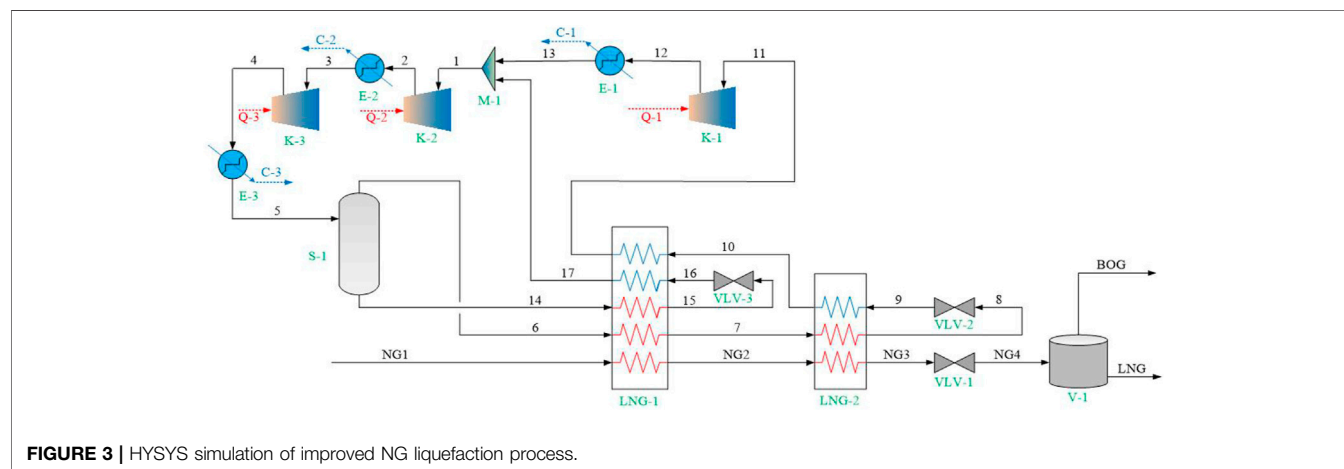 C-2
C-1
4
3
2
1
13
12
11
E-2
E-1
M-1
Q-3
Q-2
Q-1
K-3
K-2
K-1
C-3
E-3
5
S-1
10
BOG
17
16
14
15
VLV-3
9
8
VLV-2
6
7
NG1
NG2
NG3
NG4
LNG
VLV-1
LNG-1
LNG-2
V-1
FIGURE 3 | HYSYS simulation of improved NG liquefaction process.